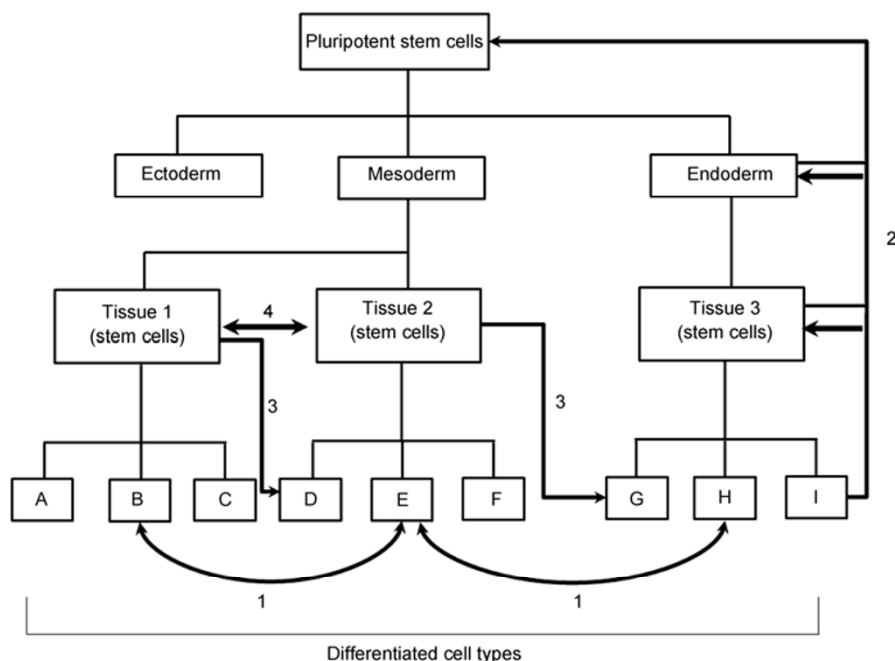 Pluripotent stem cells
Ectoderm
Mesoderm
Endoderm
2
Tissue 1
(stem cells)
4
Tissue 2
(stem cells)
Tissue 3
(stem cells)
3
3
A
B
C
D
E
F
G
H
I
1
1
Differentiated cell types